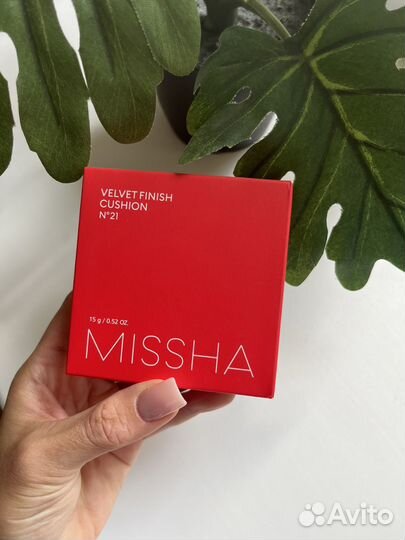 VELVET FINISH
CUSHION
N°21
15 g / 0.52 OZ.
MISSHA
Avito